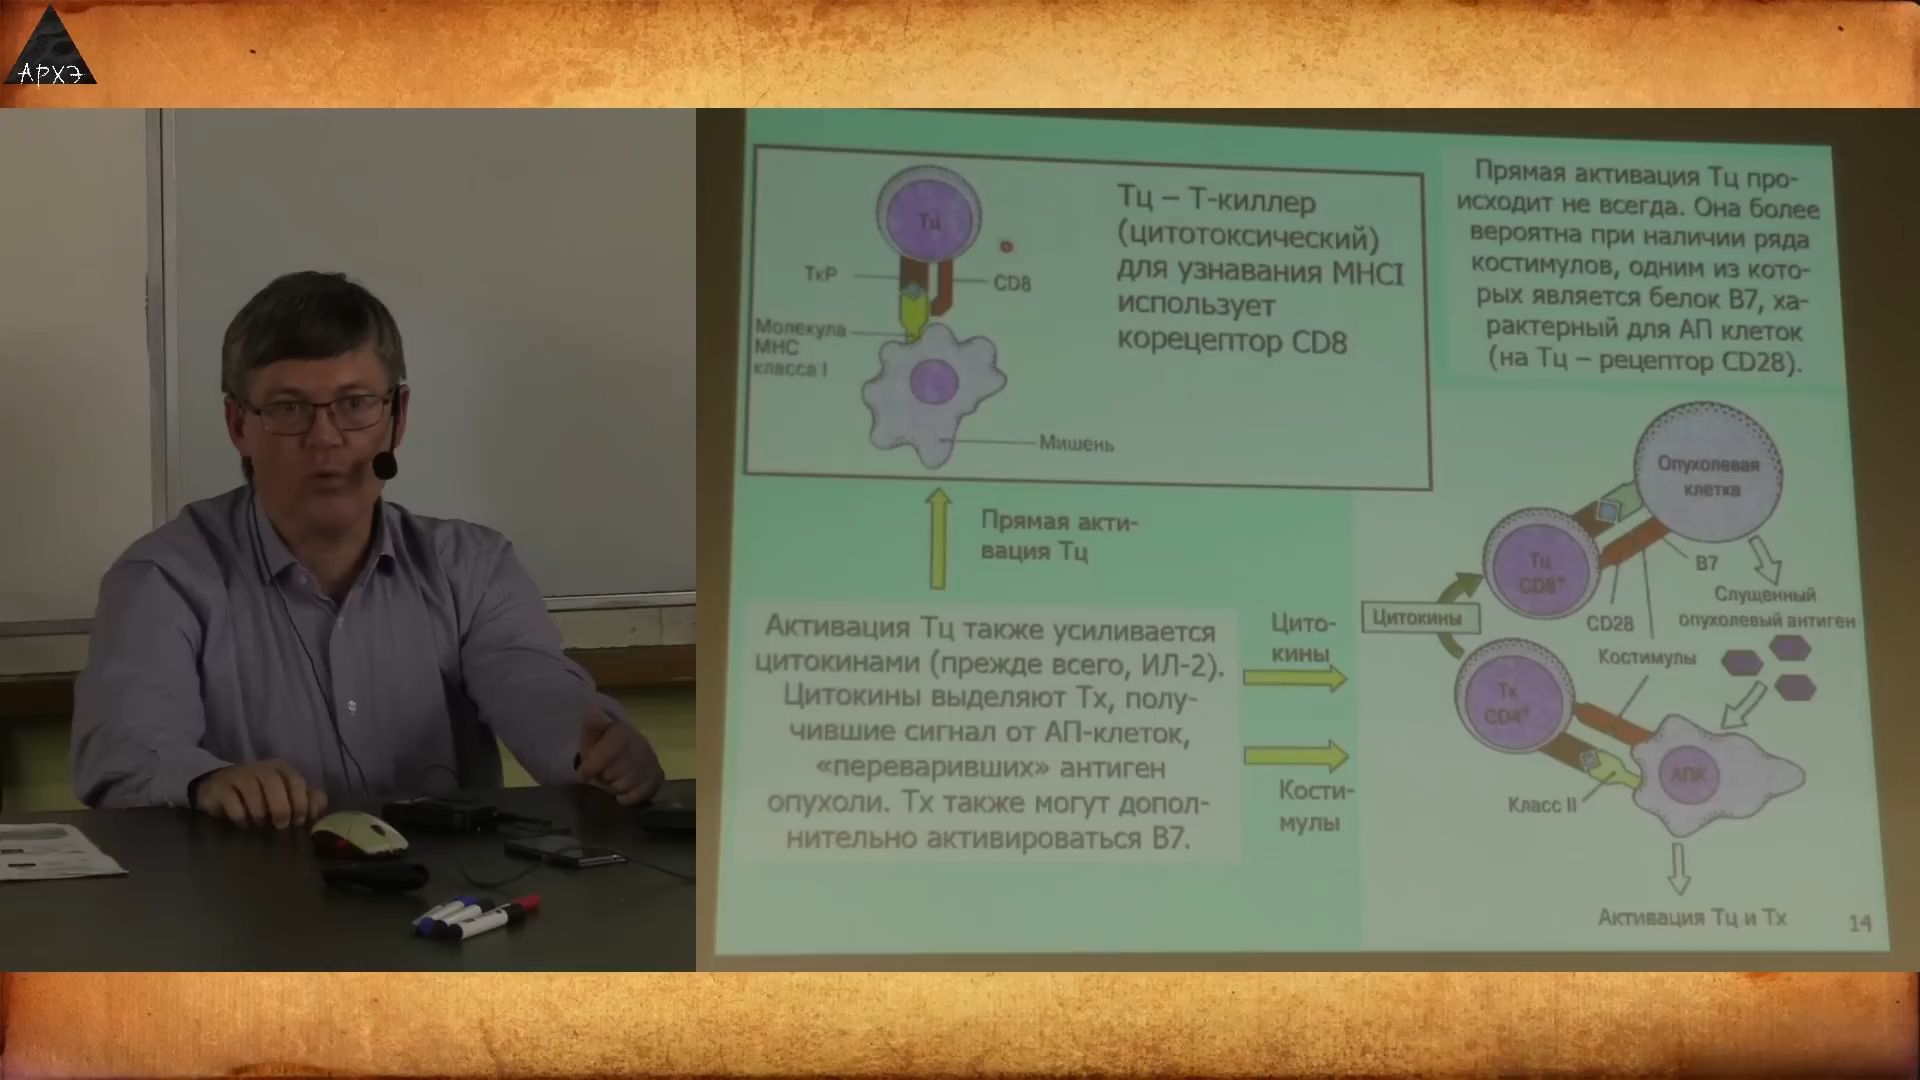 АРХЭ
Тц
ТкР
CD8
Молекула
МНС
класса I
Мишень
Тц – Т-киллер
(цитотоксический)
для узнавания MHCI
использует
корецептор CD8
Прямая активация Тц про-
исходит не всегда. Она более
вероятна при наличии ряда
костимулов, одним из кото-
рых является белок В7, ха-
рактерный для АП клеток
(на Тц – рецептор CD28).
Прямая акти-
вация Тц
Активация Тц также усиливается
цитокинами (прежде всего, ИЛ-2).
Цитокины выделяют Тх, полу-
чившие сигнал от АП-клеток,
«переваривших» антиген
опухоли. Тх также могут допол-
нительно активироваться В7.
Цито-
кины
Кости-
мулы
Опухолевая
клетка
Тц
CD8⁺
B7
CD28
Слущенный
опухолевый антиген
Цитокины
Костимулы
Тх
CD4⁺
АПК
Класс II
Активация Тц и Тх
14